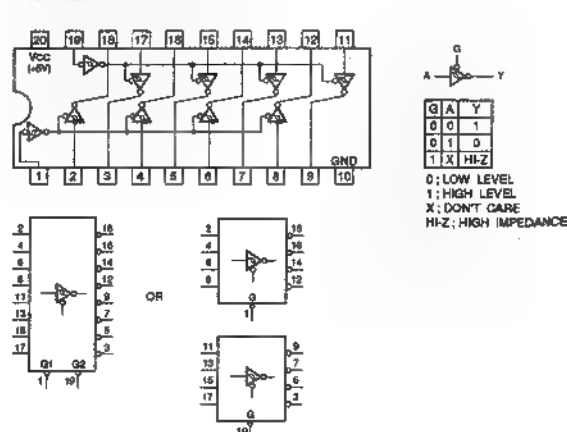 20 19 18 17 16 15 14 13 12 11
VCC
(+5V)
GND
1 2 3 4 5 6 7 8 9 10
G
A Y
G A Y
0 0 1
0 1 0
1 X HI-Z
0 ; LOW LEVEL
1 ; HIGH LEVEL
X ; DON'T CARE
HI-Z ; HIGH IMPEDANCE
2 18
4 16
6 14
8 12
11 9
13 7
15 5
17 3
G1 G2
1 19
OR
2 18
4 16
6 14
8 12
G
1
11 9
13 7
15 5
17 3
G
19